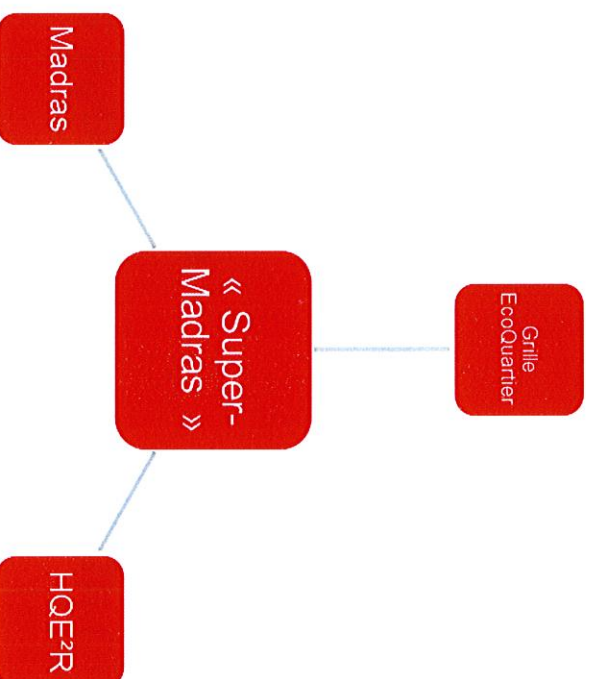 Grille
EcoQuartier
« Super-
Madras »
Madras
HQE²R